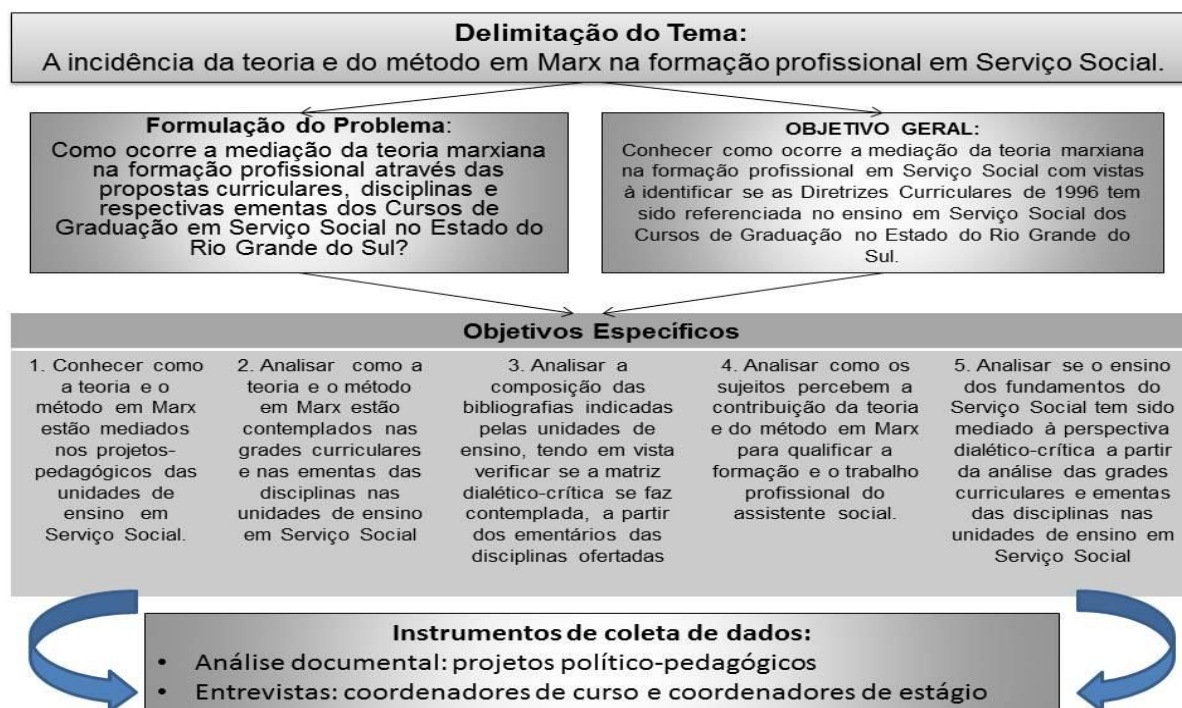 Delimitação do Tema:
A incidência da teoria e do método em Marx na formação profissional em Serviço Social.
Formulação do Problema:
Como ocorre a mediação da teoria marxiana
na formação profissional através das
propostas curriculares, disciplinas e
respectivas ementas dos Cursos de
Graduação em Serviço Social no Estado do
Rio Grande do Sul?
OBJETIVO GERAL:
Conhecer como ocorre a mediação da teoria marxiana
na formação profissional em Serviço Social com vistas
à identificar se as Diretrizes Curriculares de 1996 tem
sido referenciada no ensino em Serviço Social dos
Cursos de Graduação no Estado do Rio Grande do
Sul.
Objetivos Específicos
1. Conhecer como
a teoria e o
método em Marx
estão mediados
nos projetos-
pedagógicos das
unidades de
ensino em
Serviço Social.
2. Analisar como a
teoria e o método
em Marx estão
contemplados nas
grades curriculares
e nas ementas das
disciplinas nas
unidades de ensino
em Serviço Social
3. Analisar a
composição das
bibliografias indicadas
pelas unidades de
ensino, tendo em vista
verificar se a matriz
dialético-crítica se faz
contemplada, a partir
dos ementários das
disciplinas ofertadas
4. Analisar como os
sujeitos percebem a
contribuição da teoria
e do método em Marx
para qualificar a
formação e o trabalho
profissional do
assistente social.
5. Analisar se o ensino
dos fundamentos do
Serviço Social tem sido
mediado à perspectiva
dialético-crítica a partir
da análise das grades
curriculares e ementas
das disciplinas nas
unidades de ensino em
Serviço Social
Instrumentos de coleta de dados:
• Análise documental: projetos político-pedagógicos
• Entrevistas: coordenadores de curso e coordenadores de estágio